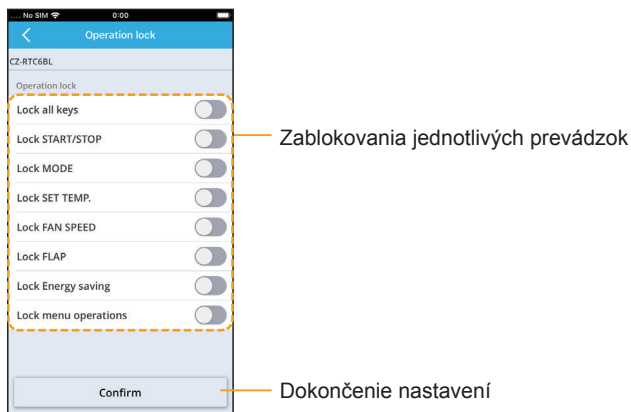 .... No SIM 0:00
Operation lock
CZ-RTC6BL
Operation lock
Lock all keys
Lock START/STOP
Zablokovania jednotlivých prevádzok
Lock MODE
Lock SET TEMP.
Lock FAN SPEED
Lock FLAP
Lock Energy saving
Lock menu operations
Confirm
Dokončenie nastavení